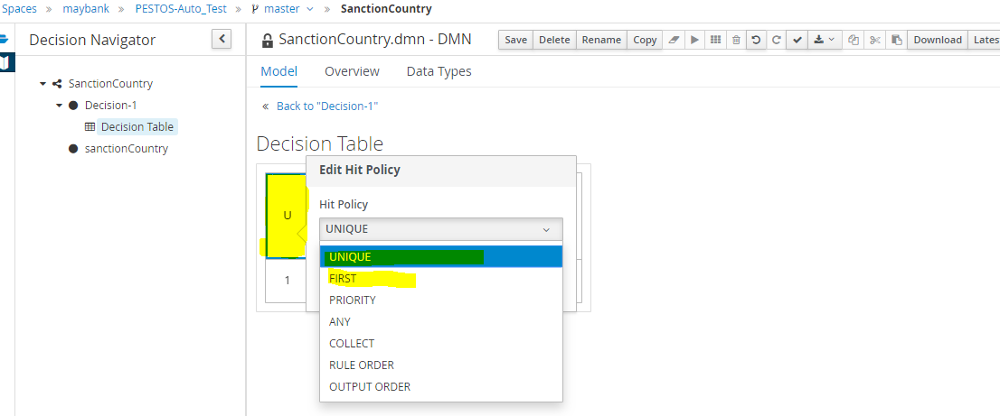 Spaces » maybank » PESTOS-Auto_Test » master » SanctionCountry
Decision Navigator
SanctionCountry.dmn - DMN
Save Delete Rename Copy Download Lates
Model Overview Data Types
SanctionCountry
Decision-1
Decision Table
sanctionCountry
« Back to "Decision-1"
Decision Table
Edit Hit Policy
Hit Policy
U
UNIQUE
UNIQUE
FIRST
1
PRIORITY
ANY
COLLECT
RULE ORDER
OUTPUT ORDER